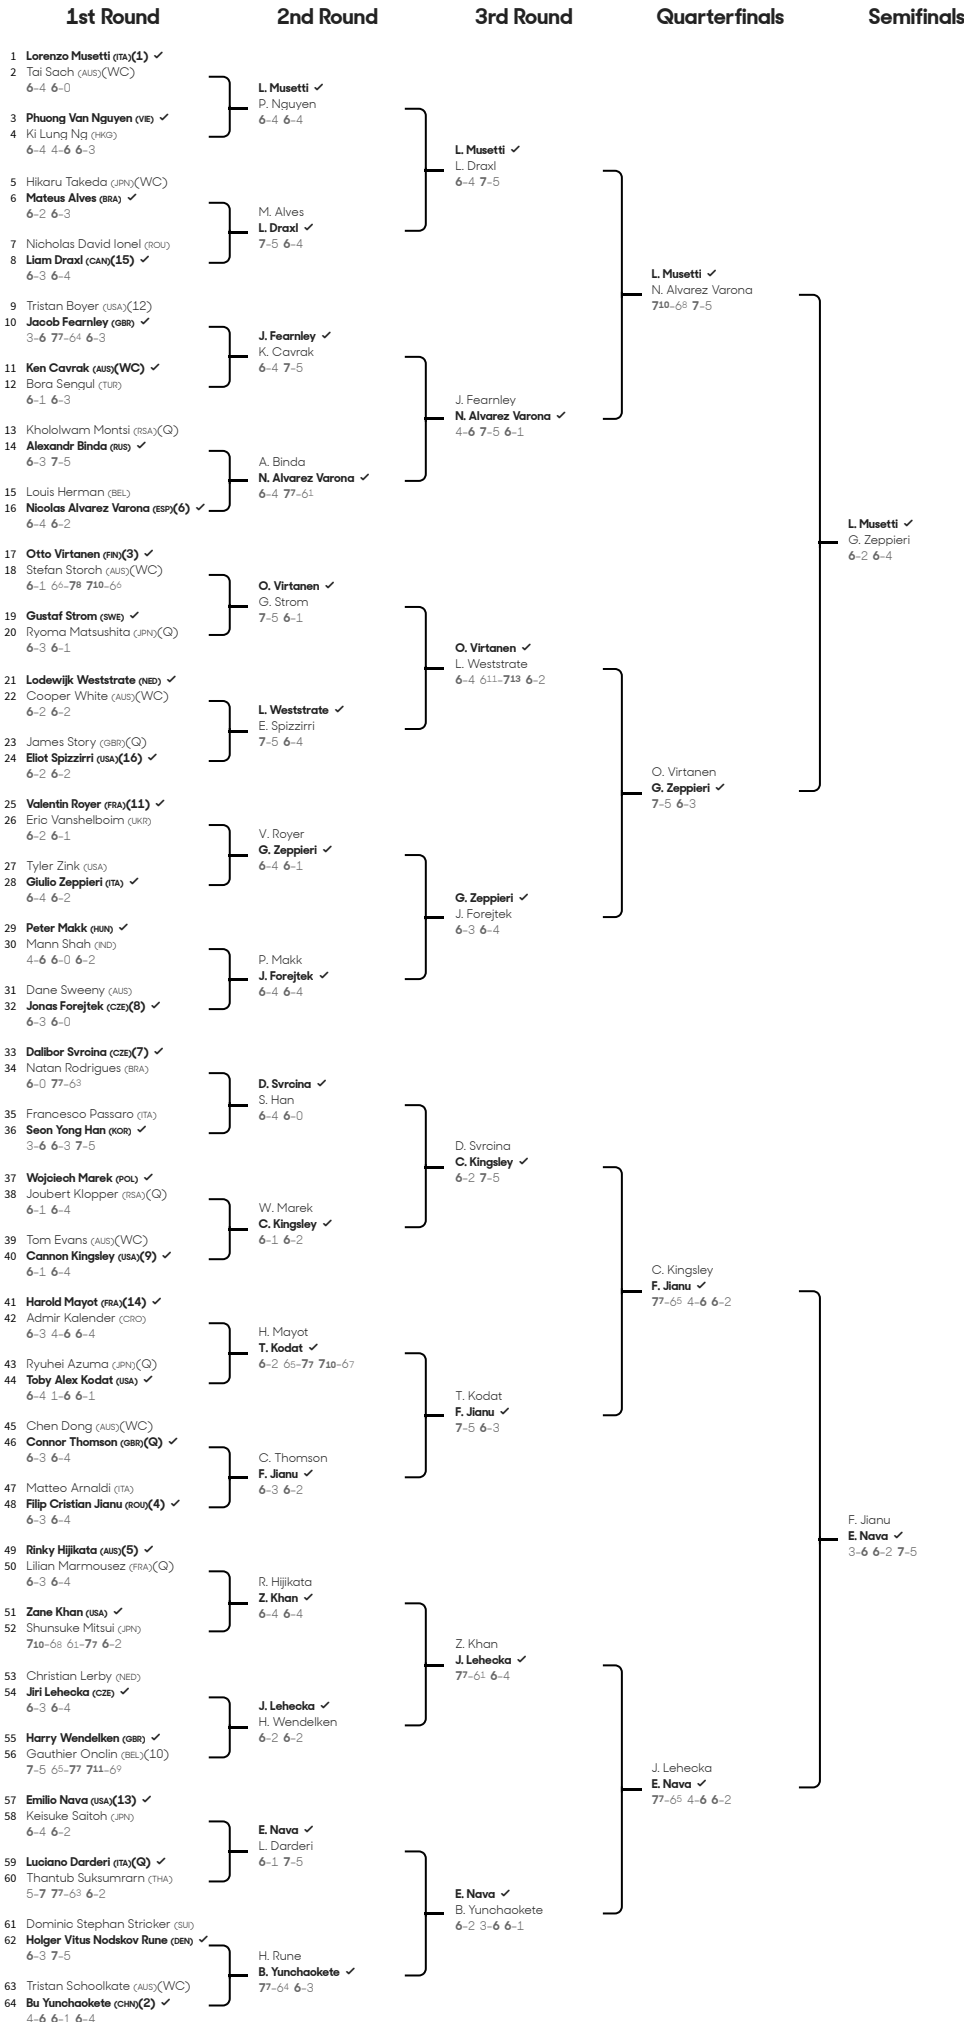 1st Round
2nd Round
3rd Round
Quarterfinals
Semifinals
1 Lorenzo Musetti (ITA)(1) ✓
2 Tai Sach (AUS)(WC)
6-4 6-0
3 Phuong Van Nguyen (VIE) ✓
4 Ki Lung Ng (HKG)
6-4 4-6 6-3
5 Hikaru Takeda (JPN)(WC)
6 Mateus Alves (BRA) ✓
6-2 6-3
7 Nicholas David Ionel (ROU)
8 Liam Draxl (CAN)(15) ✓
6-3 6-4
9 Tristan Boyer (USA)(12)
10 Jacob Fearnley (GBR) ✓
3-6 7⁷-6⁴ 6-3
11 Ken Cavrak (AUS)(WC) ✓
12 Bora Sengul (TUR)
6-1 6-3
13 Khololwam Montsi (RSA)(Q)
14 Alexandr Binda (RUS) ✓
6-3 7-5
15 Louis Herman (BEL)
16 Nicolas Alvarez Varona (ESP)(6) ✓
6-4 6-2
17 Otto Virtanen (FIN)(3) ✓
18 Stefan Storch (AUS)(WC)
6-1 6⁶-7⁸ 7¹⁰-6⁶
19 Gustaf Strom (SWE) ✓
20 Ryoma Matsushita (JPN)(Q)
6-3 6-1
21 Lodewijk Weststrate (NED) ✓
22 Cooper White (AUS)(WC)
6-2 6-2
23 James Story (GBR)(Q)
24 Eliot Spizzirri (USA)(16) ✓
6-2 6-2
25 Valentin Royer (FRA)(11) ✓
26 Eric Vanshelboim (UKR)
6-2 6-1
27 Tyler Zink (USA)
28 Giulio Zeppieri (ITA) ✓
6-4 6-2
29 Peter Makk (HUN) ✓
30 Mann Shah (IND)
4-6 6-0 6-2
31 Dane Sweeny (AUS)
32 Jonas Forejtek (CZE)(8) ✓
6-3 6-0
33 Dalibor Svrcina (CZE)(7) ✓
34 Natan Rodrigues (BRA)
6-0 7⁷-6³
35 Francesco Passaro (ITA)
36 Seon Yong Han (KOR) ✓
3-6 6-3 7-5
37 Wojciech Marek (POL) ✓
38 Joubert Klopper (RSA)(Q)
6-1 6-4
39 Tom Evans (AUS)(WC)
40 Cannon Kingsley (USA)(9) ✓
6-1 6-4
41 Harold Mayot (FRA)(14) ✓
42 Admir Kalender (CRO)
6-3 4-6 6-4
43 Ryuhei Azuma (JPN)(Q)
44 Toby Alex Kodat (USA) ✓
6-4 1-6 6-1
45 Chen Dong (AUS)(WC)
46 Connor Thomson (GBR)(Q) ✓
6-3 6-4
47 Matteo Arnaldi (ITA)
48 Filip Cristian Jianu (ROU)(4) ✓
6-3 6-4
49 Rinky Hijikata (AUS)(5) ✓
50 Lilian Marmousez (FRA)(Q)
6-3 6-4
51 Zane Khan (USA) ✓
52 Shunsuke Mitsui (JPN)
7₁₀-6₈ 6₁-7₇ 6-2
53 Christian Lerby (NED)
54 Jiri Lehecka (CZE) ✓
6-3 6-4
55 Harry Wendelken (GBR) ✓
56 Gauthier Onclin (BEL)(10)
7-5 6⁵-7⁷ 7¹¹-6⁹
57 Emilio Nava (USA)(13) ✓
58 Keisuke Saitoh (JPN)
6-4 6-2
59 Luciano Darderi (ITA)(Q) ✓
60 Thantub Suksumrarn (THA)
5-7 7⁷-6³ 6-2
61 Dominic Stephan Stricker (SUI)
62 Holger Vitus Nodskov Rune (DEN) ✓
6-3 7-5
63 Tristan Schoolkate (AUS)(WC)
64 Bu Yunchaokete (CHN)(2) ✓
4-6 6-1 6-4
L. Musetti ✓
P. Nguyen
6-4 6-4
M. Alves
L. Draxl ✓
7-5 6-4
J. Fearnley ✓
K. Cavrak
6-4 7-5
A. Binda
N. Alvarez Varona ✓
6-4 7⁷-6¹
O. Virtanen ✓
G. Strom
7-5 6-1
L. Weststrate ✓
E. Spizzirri
7-5 6-4
V. Royer
G. Zeppieri ✓
6-4 6-1
P. Makk
J. Forejtek ✓
6-4 6-4
D. Svrcina ✓
S. Han
6-4 6-0
W. Marek
C. Kingsley ✓
6-1 6-2
H. Mayot
T. Kodat ✓
6-2 6₅-7₇ 7₁₀-6₇
C. Thomson
F. Jianu ✓
6-3 6-2
R. Hijikata
Z. Khan ✓
6-4 6-4
J. Lehecka ✓
H. Wendelken
6-2 6-2
E. Nava ✓
L. Darderi
6-1 7-5
H. Rune
B. Yunchaokete ✓
7⁷-6⁴ 6-3
L. Musetti ✓
L. Draxl
6-4 7-5
J. Fearnley
N. Alvarez Varona ✓
4-6 7-5 6-1
O. Virtanen ✓
L. Weststrate
6-4 6¹¹-7¹³ 6-2
G. Zeppieri ✓
J. Forejtek
6-3 6-4
D. Svrcina
C. Kingsley ✓
6-2 7-5
T. Kodat
F. Jianu ✓
7-5 6-3
Z. Khan
J. Lehecka ✓
7⁷-6¹ 6-4
E. Nava ✓
B. Yunchaokete
6-2 3-6 6-1
L. Musetti ✓
N. Alvarez Varona
7¹⁰-6⁸ 7-5
O. Virtanen
G. Zeppieri ✓
7-5 6-3
C. Kingsley
F. Jianu ✓
7⁷-6⁵ 4-6 6-2
J. Lehecka
E. Nava ✓
7⁷-6⁵ 4-6 6-2
L. Musetti ✓
G. Zeppieri
6-2 6-4
F. Jianu
E. Nava ✓
3-6 6-2 7-5